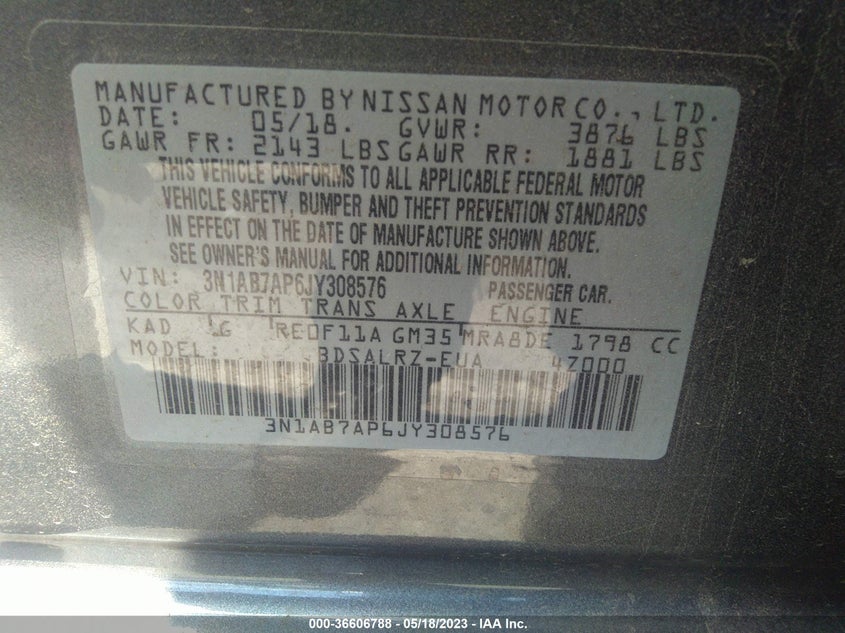 MANUFACTURED BY NISSAN MOTOR CO., LTD.
DATE: 05/18. GVWR: 3876 LBS
GAWR FR: 2143 LBS GAWR RR: 1881 LBS
THIS VEHICLE CONFORMS TO ALL APPLICABLE FEDERAL MOTOR
VEHICLE SAFETY, BUMPER AND THEFT PREVENTION STANDARDS
IN EFFECT ON THE DATE OF MANUFACTURE SHOWN ABOVE.
SEE OWNER'S MANUAL FOR ADDITIONAL INFORMATION.
VIN: 3N1AB7AP6JY308576 PASSENGER CAR.
COLOR TRIM TRANS AXLE ENGINE
KAD G RE0F11A GM35 MRA8DE 1798 CC
MODEL: BDSALRZ-EUA 4Z000
3N1AB7AP6JY308576
000-36606788 - 05/18/2023 - IAA Inc.